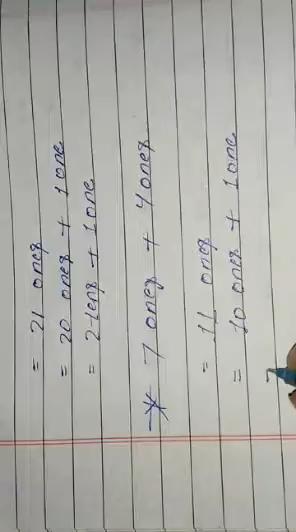 = 21 ones
= 20 ones + 1 one
= 2 tens + 1 one
* 7 ones + 4 ones
= 11 ones
= 10 ones + 1 one